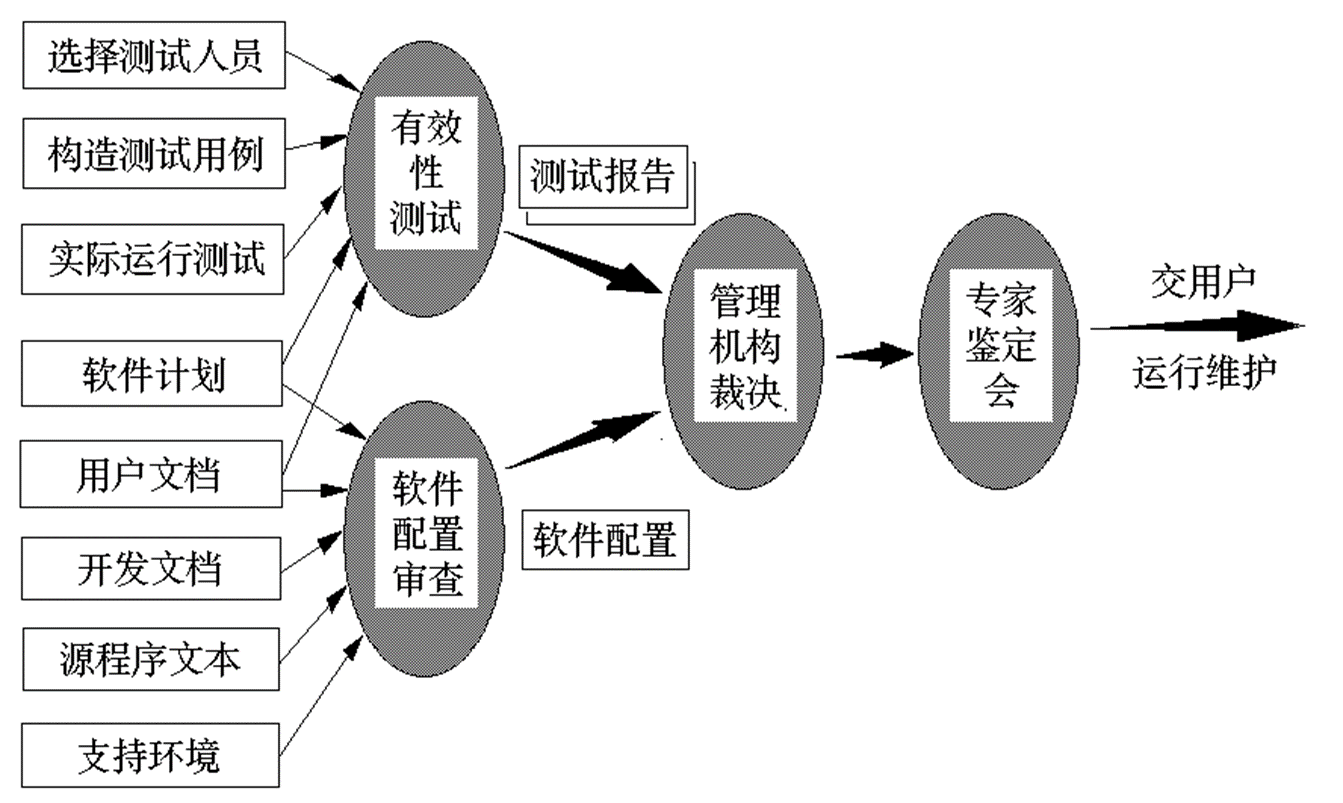 选择测试人员
构造测试用例
实际运行测试
软件计划
用户文档
开发文档
源程序文本
支持环境
有效
性
测试
软件
配置
审查
测试报告
软件配置
管理
机构
裁决.
专家
鉴定
会
交用户
运行维护